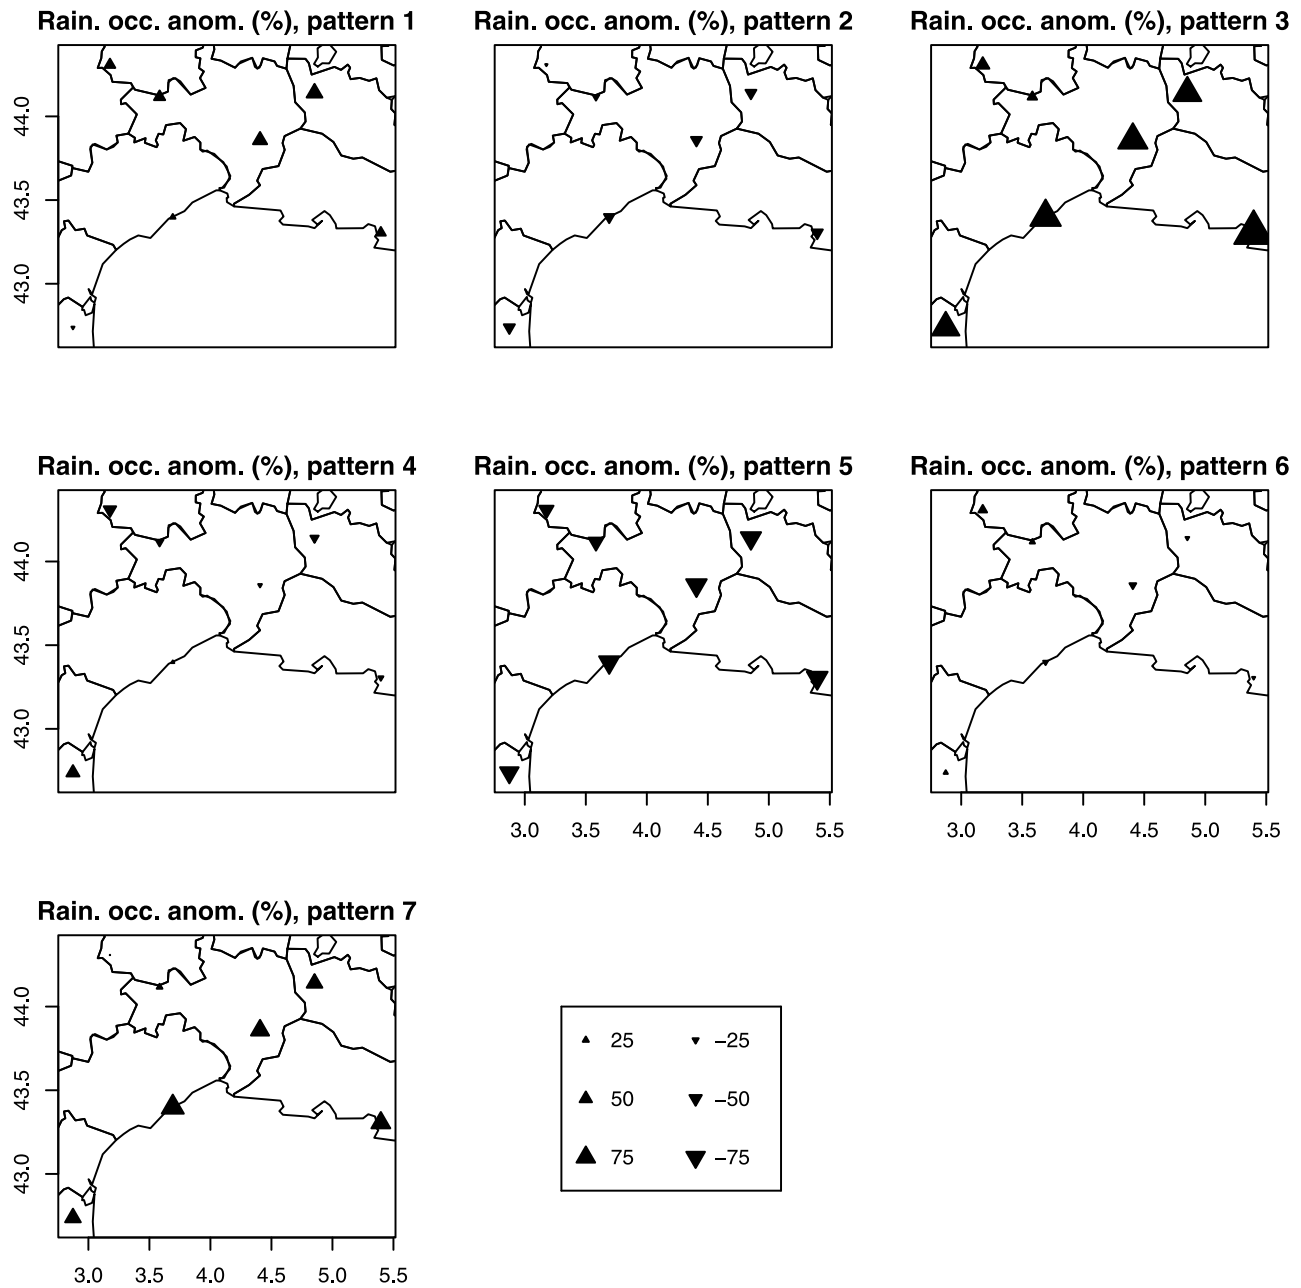 Rain. occ. anom. (%), pattern 1
Rain. occ. anom. (%), pattern 2
Rain. occ. anom. (%), pattern 3
44.0
43.5
43.0
Rain. occ. anom. (%), pattern 4
Rain. occ. anom. (%), pattern 5
Rain. occ. anom. (%), pattern 6
44.0
43.5
43.0
3.0 3.5 4.0 4.5 5.0 5.5
3.0 3.5 4.0 4.5 5.0 5.5
Rain. occ. anom. (%), pattern 7
44.0
43.5
43.0
3.0 3.5 4.0 4.5 5.0 5.5
25 −25
50 −50
75 −75